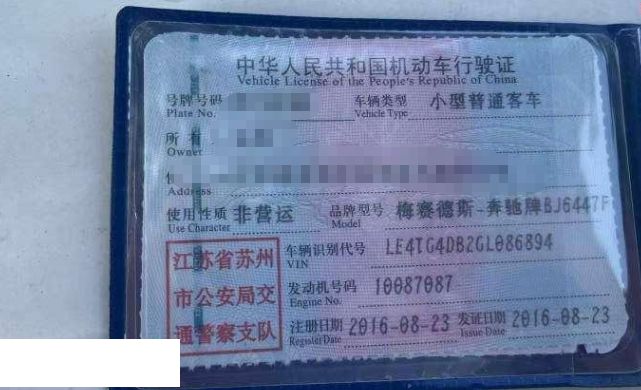 中华人民共和国机动车行驶证
Vehicle License of the People's Republic of China
号牌号码
Plate No.
车辆类型 小型普通客车
Vehicle Type
所有
Owner
Address
使用性质 非营运
Use Character
品牌型号 梅赛德斯-奔驰牌BJ6447F
Model
江苏省苏州
市公安局交
通警察支队
车辆识别代号 LE4TG4DB2GL086894
VIN
发动机号码 10087087
Engine No.
注册日期 2016-08-23
Register Date
发证日期 2016-08-23
Issue Date